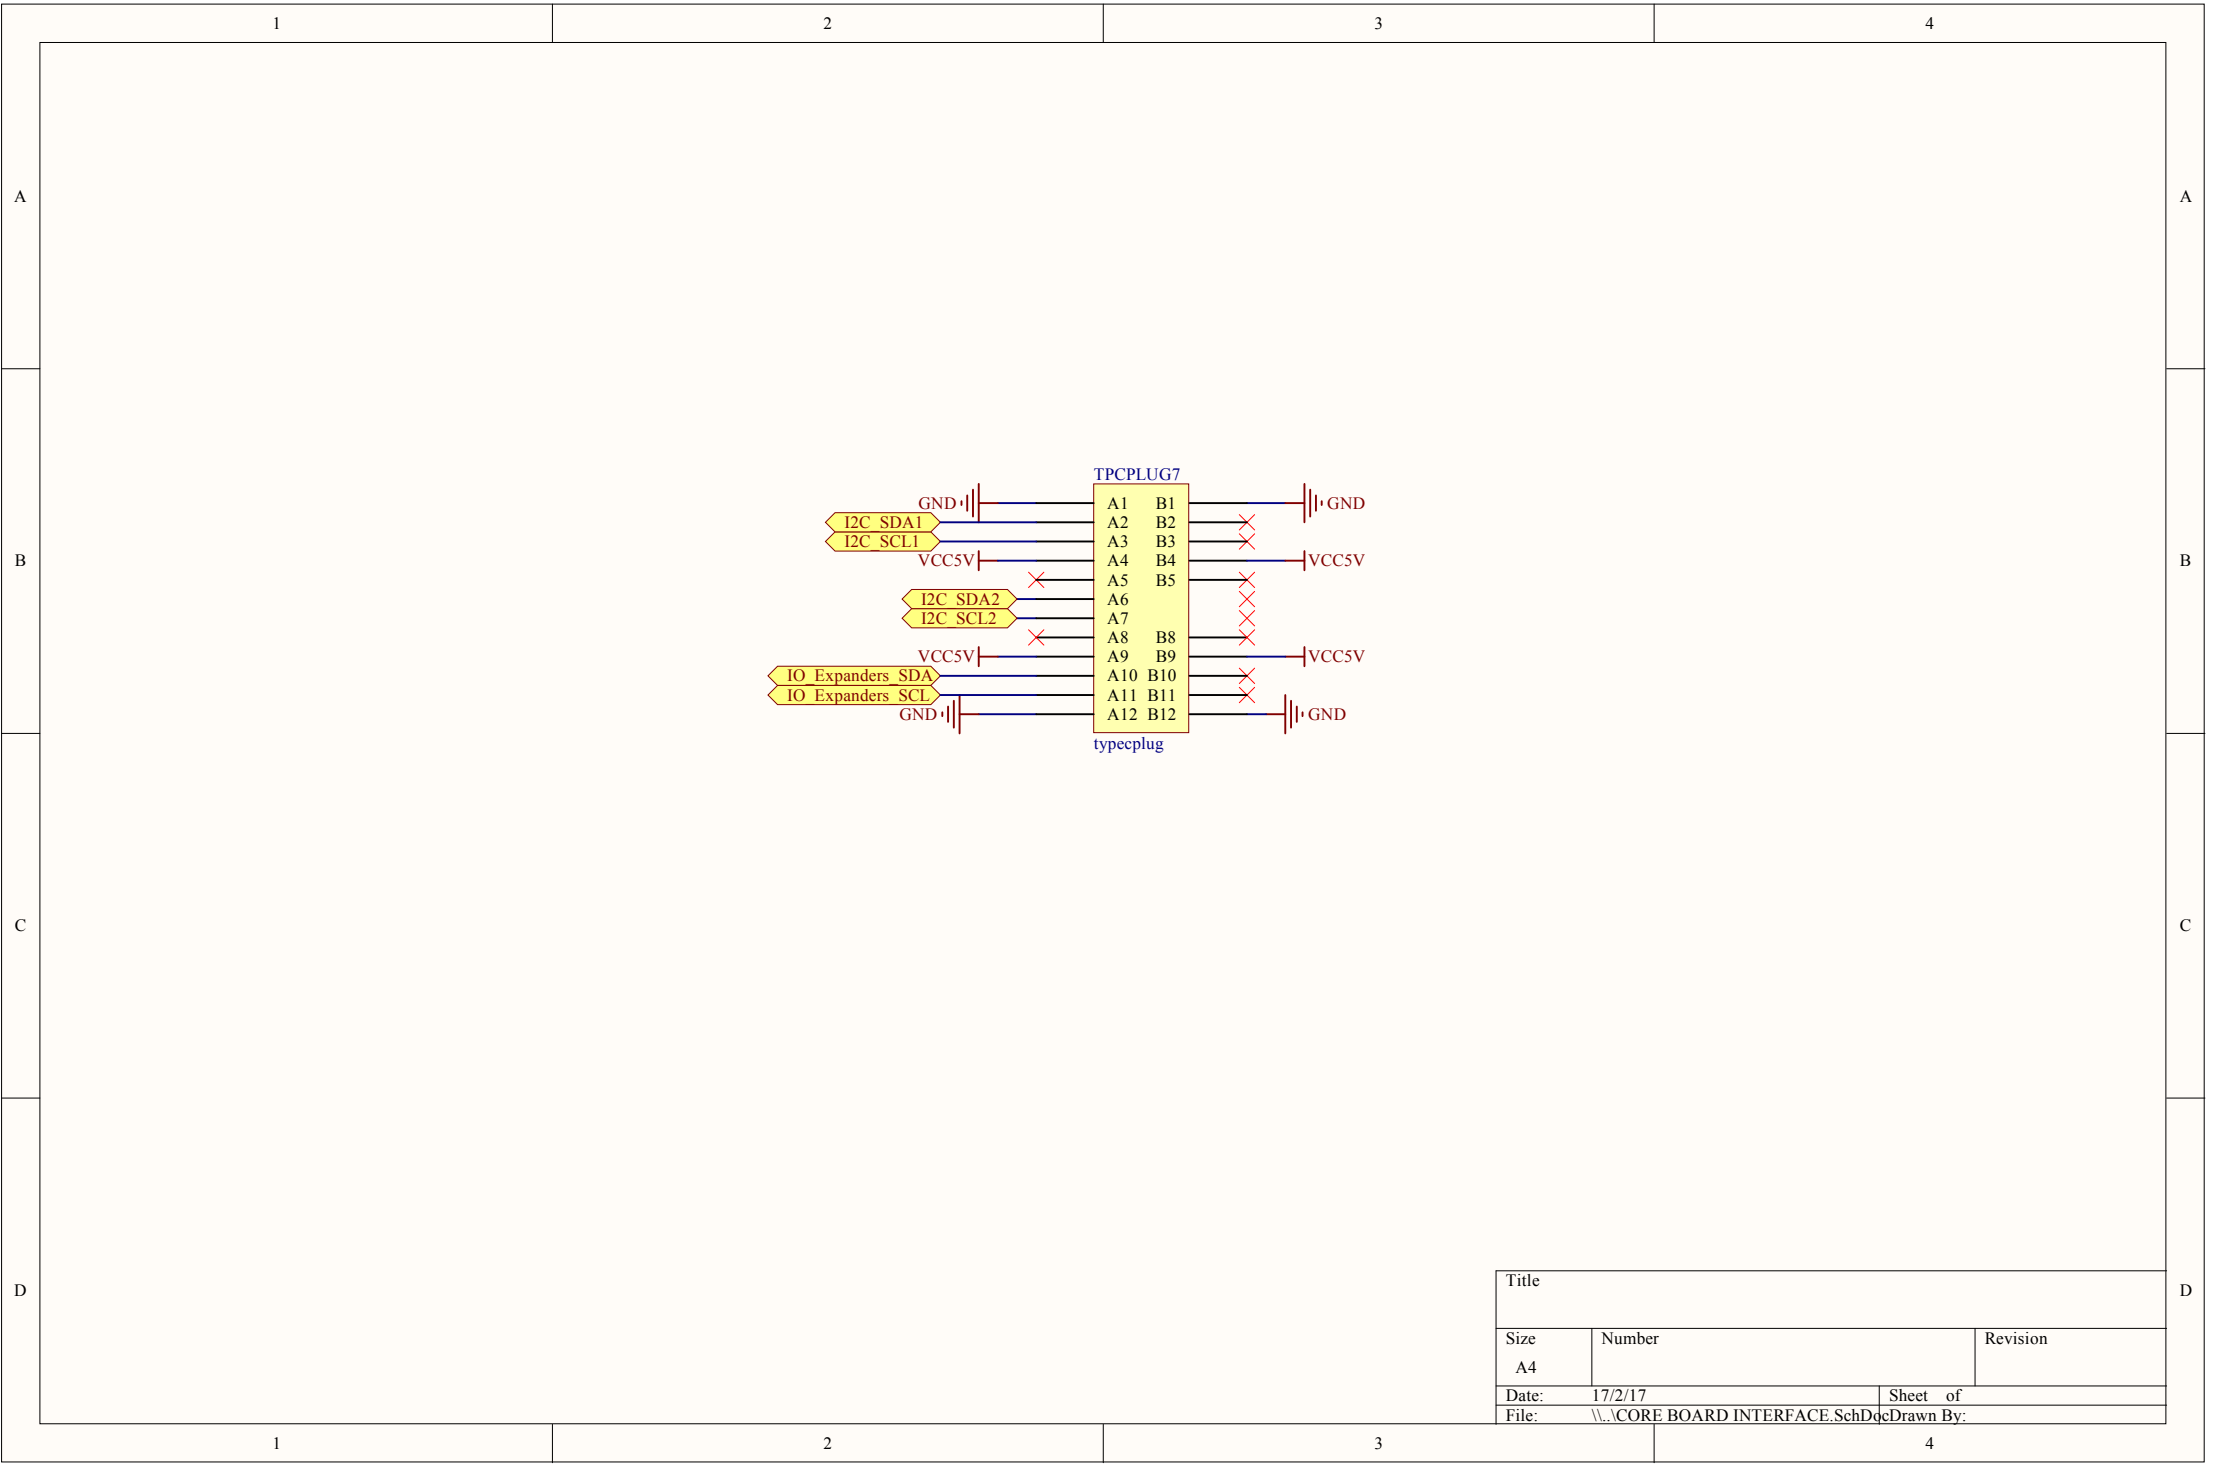 1 2 3 4
A A
TPCPLUG7
GND A1 B1 GND
I2C_SDA1 A2 B2
I2C_SCL1 A3 B3
B VCC5V A4 B4 VCC5V B
A5 B5
I2C_SDA2 A6
I2C_SCL2 A7
A8 B8
VCC5V A9 B9 VCC5V
IO_Expanders_SDA A10 B10
IO_Expanders_SCL A11 B11
GND A12 B12 GND
typecplug
C C
Title
D D
Size Number Revision
A4
Date: 17/2/17 Sheet of
File: \\..\CORE BOARD INTERFACE.SchDoc Drawn By:
1 2 3 4